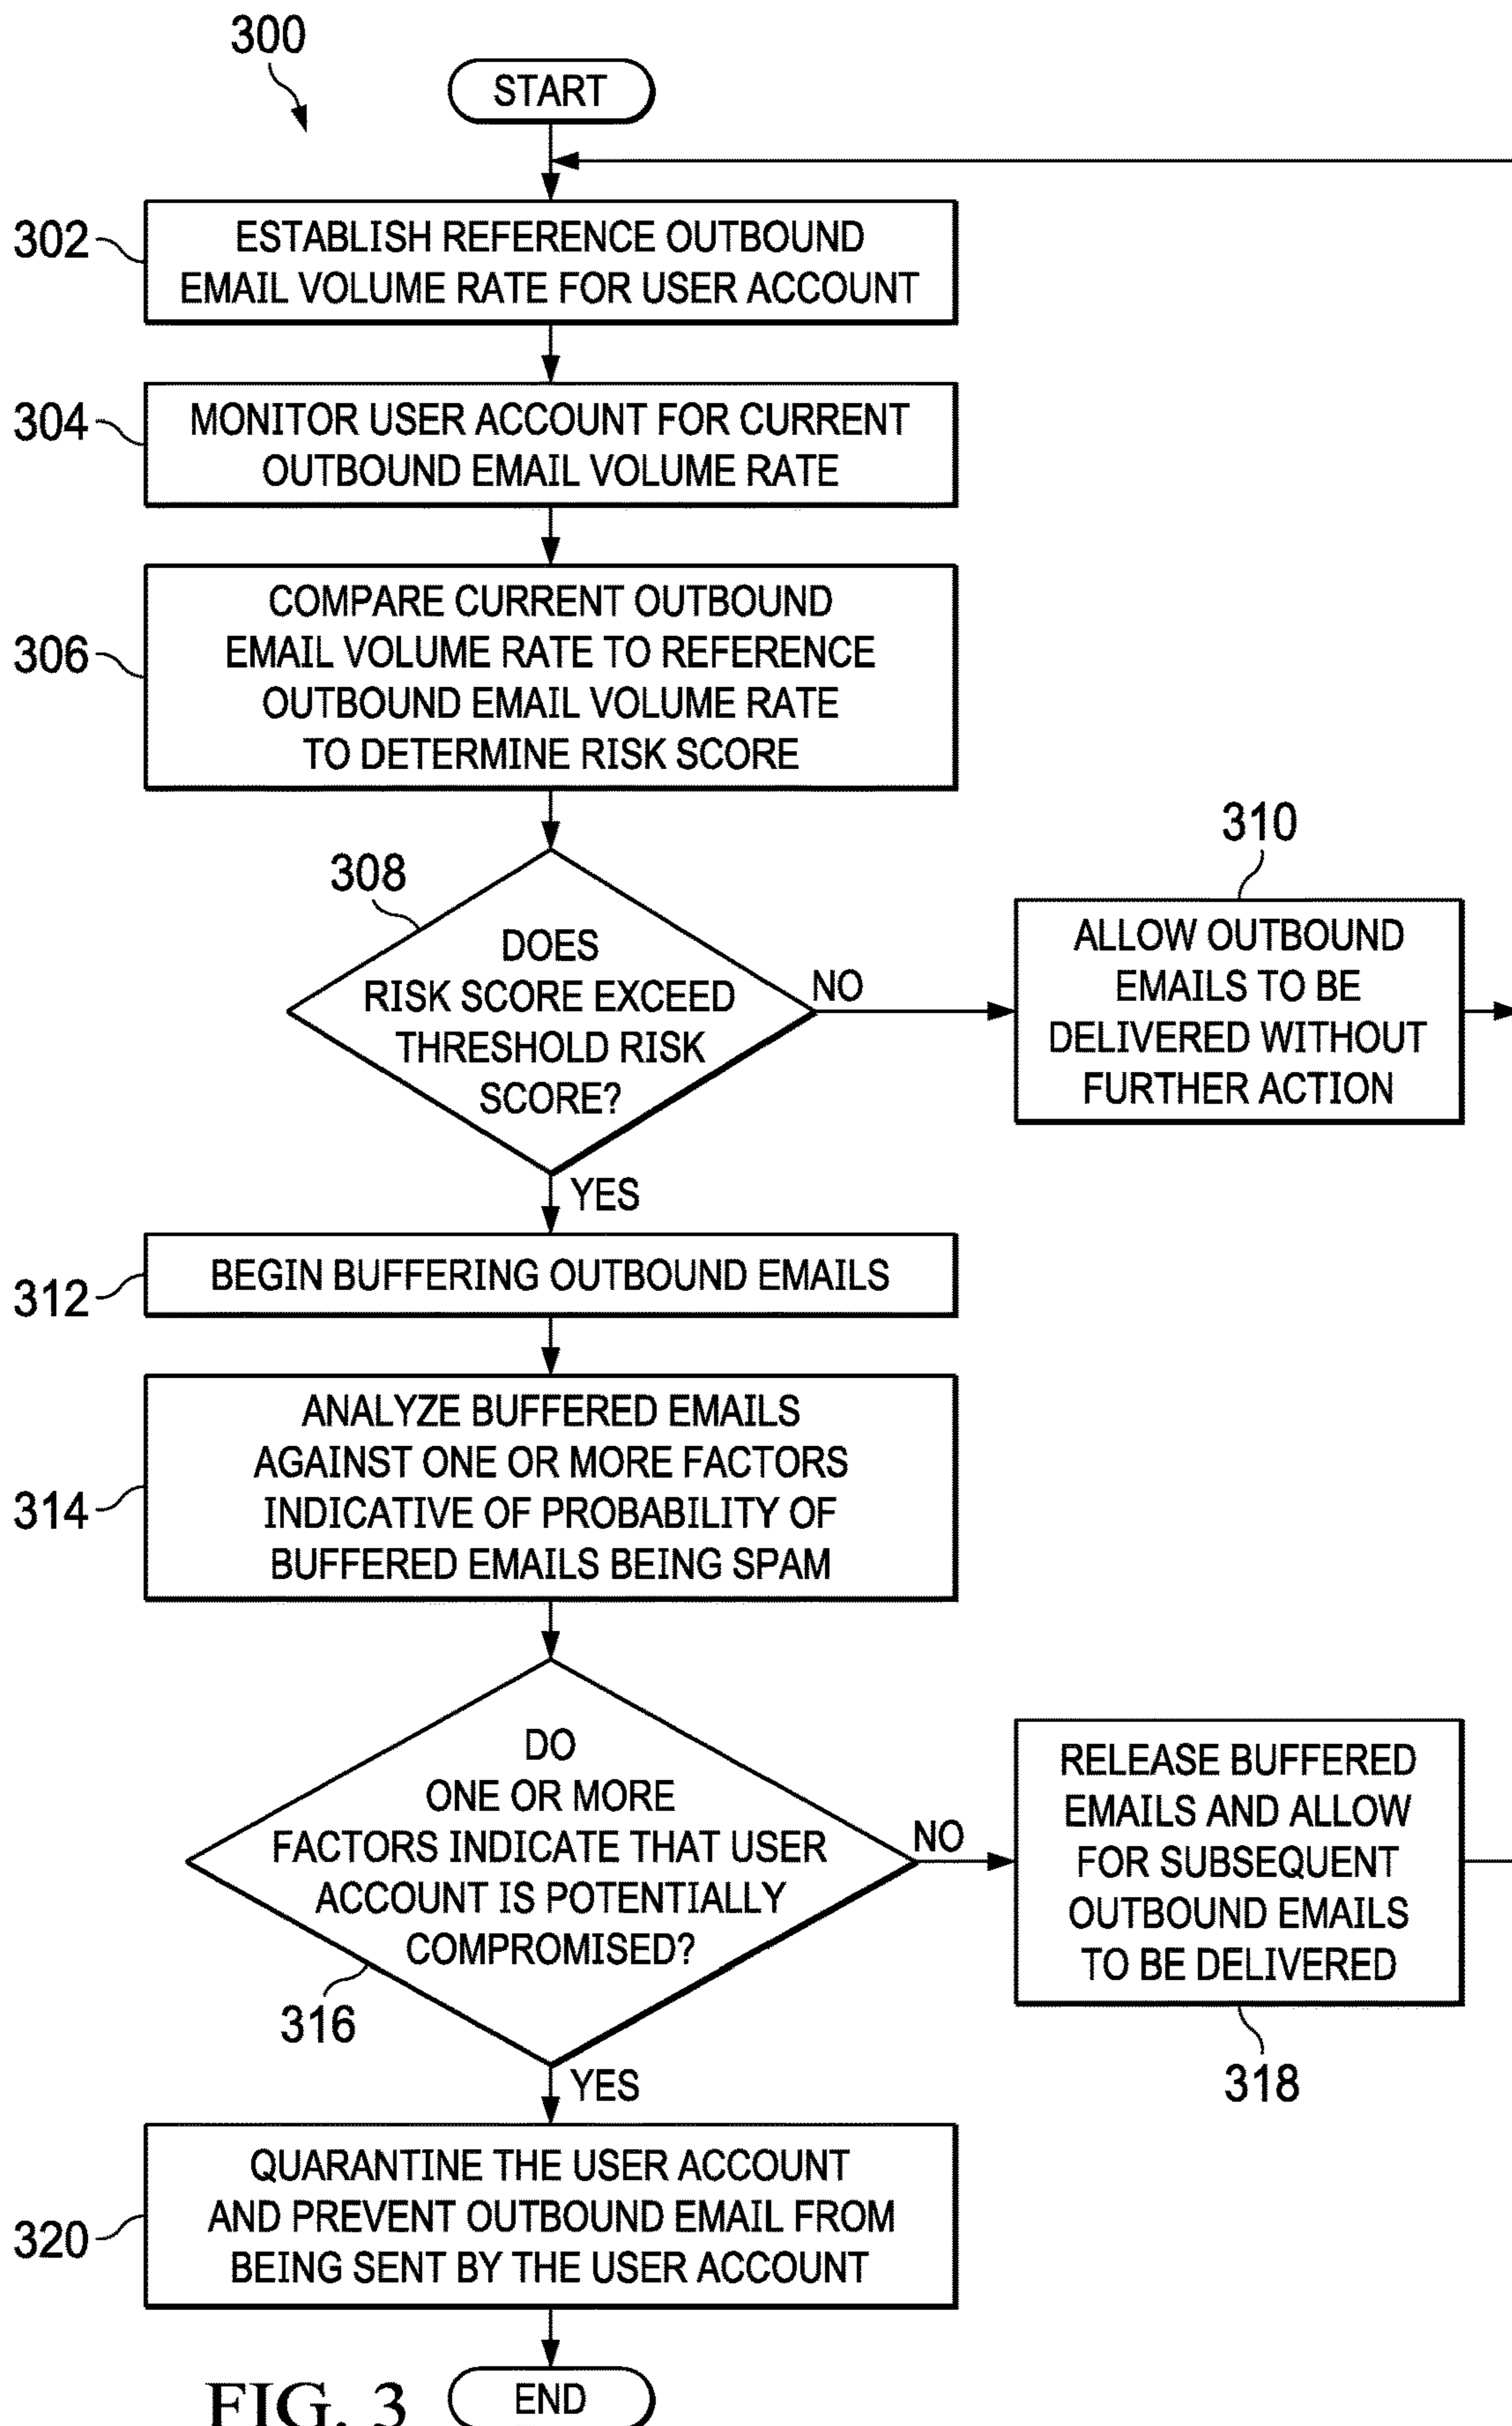 300
START
302
ESTABLISH REFERENCE OUTBOUND
EMAIL VOLUME RATE FOR USER ACCOUNT
304
MONITOR USER ACCOUNT FOR CURRENT
OUTBOUND EMAIL VOLUME RATE
306
COMPARE CURRENT OUTBOUND
EMAIL VOLUME RATE TO REFERENCE
OUTBOUND EMAIL VOLUME RATE
TO DETERMINE RISK SCORE
308
DOES
RISK SCORE EXCEED
THRESHOLD RISK
SCORE?
NO
310
ALLOW OUTBOUND
EMAILS TO BE
DELIVERED WITHOUT
FURTHER ACTION
YES
312
BEGIN BUFFERING OUTBOUND EMAILS
314
ANALYZE BUFFERED EMAILS
AGAINST ONE OR MORE FACTORS
INDICATIVE OF PROBABILITY OF
BUFFERED EMAILS BEING SPAM
DO
ONE OR MORE
FACTORS INDICATE THAT USER
ACCOUNT IS POTENTIALLY
COMPROMISED?
316
NO
RELEASE BUFFERED
EMAILS AND ALLOW
FOR SUBSEQUENT
OUTBOUND EMAILS
TO BE DELIVERED
318
YES
320
QUARANTINE THE USER ACCOUNT
AND PREVENT OUTBOUND EMAIL FROM
BEING SENT BY THE USER ACCOUNT
END
FIG. 3